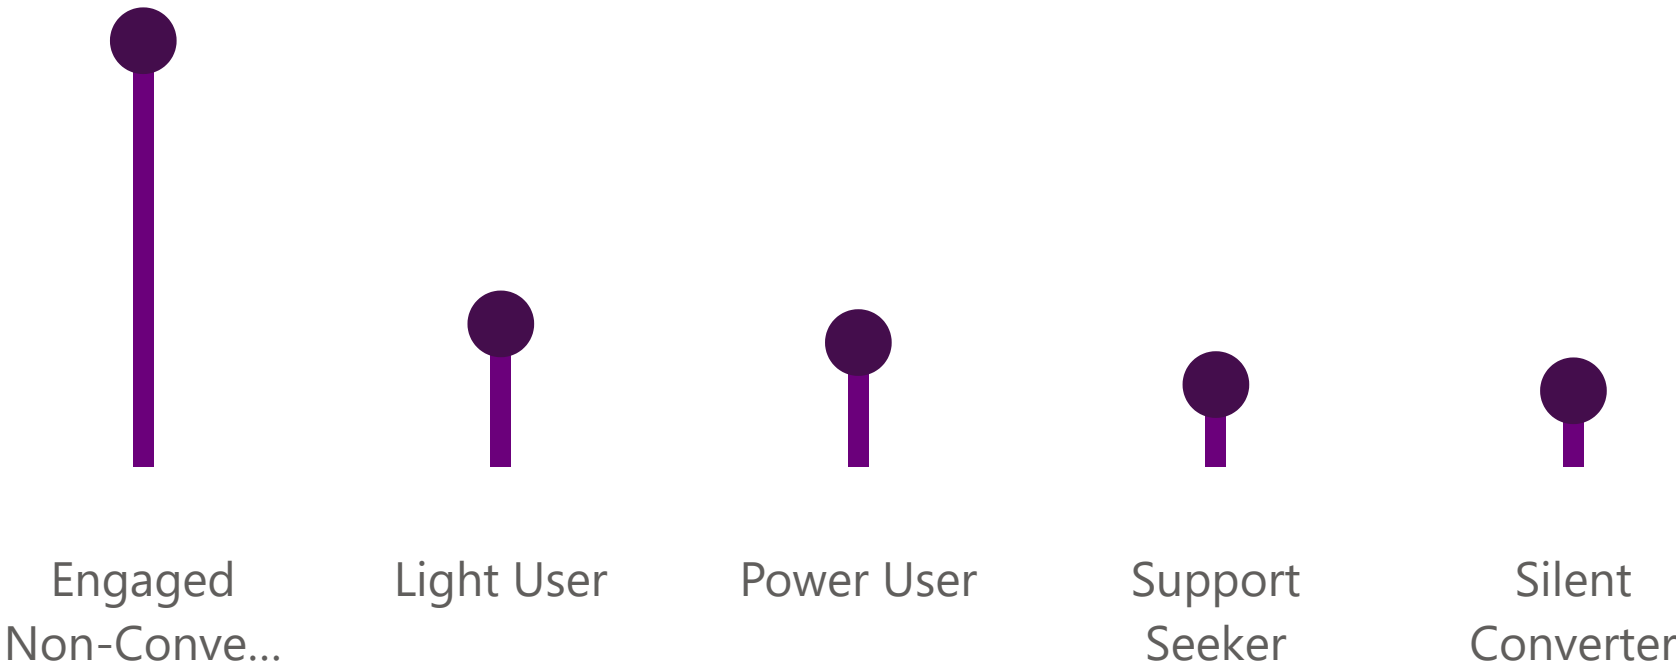 Engaged
Non-Conve...
Light User
Power User
Support
Seeker
Silent
Converter